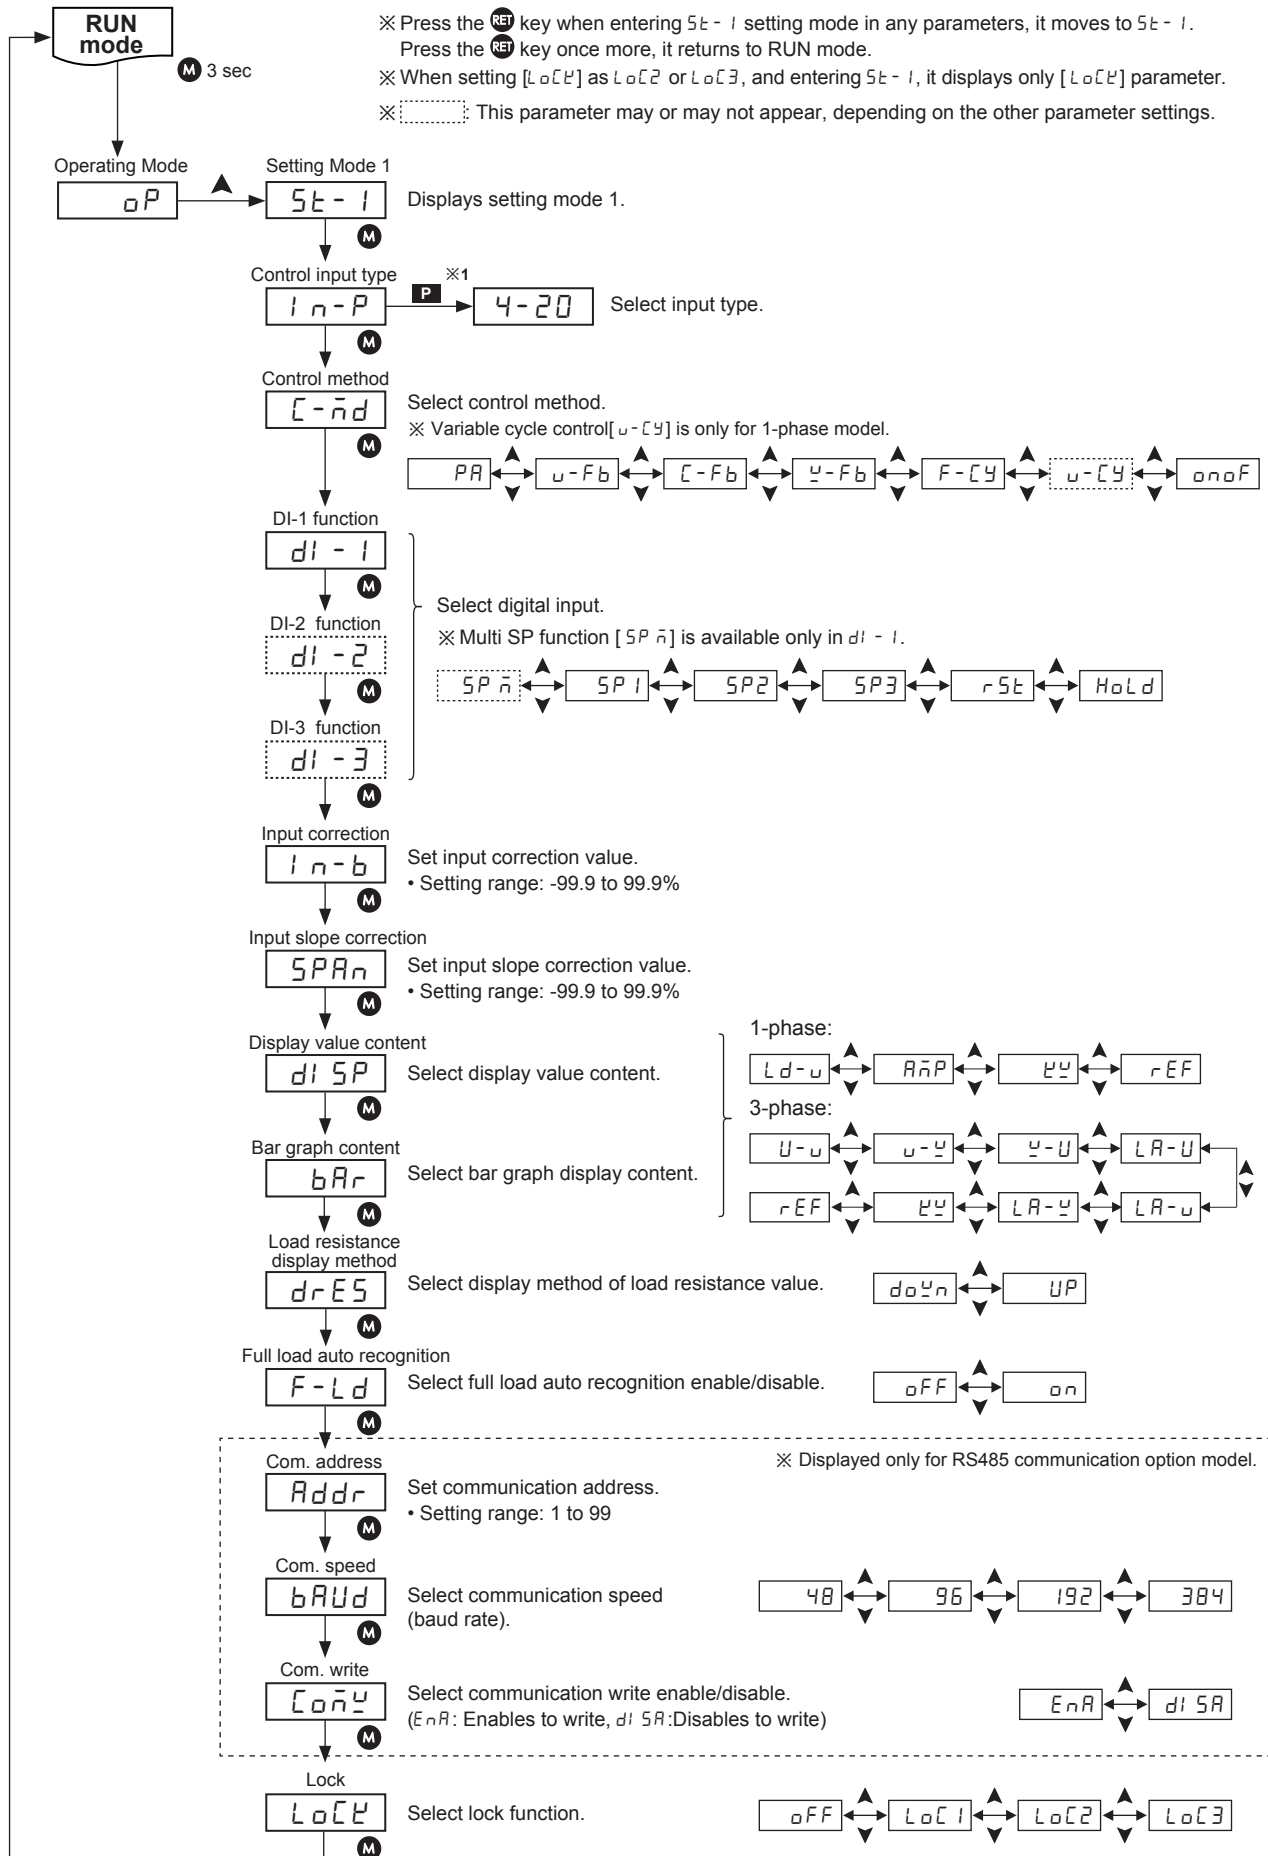 RUN
mode
M 3 sec
※ Press the RET key when entering St-1 setting mode in any parameters, it moves to St-1.
Press the RET key once more, it returns to RUN mode.
※ When setting [LoCK] as LoC2 or LoC3, and entering St-1, it displays only [LoCK] parameter.
※ : This parameter may or may not appear, depending on the other parameter settings.
Operating Mode
oP
Setting Mode 1
St-1
Displays setting mode 1.
M
Control input type
In-P
P ※1
4-20
Select input type.
M
Control method
C-md
Select control method.
※ Variable cycle control[v-CY] is only for 1-phase model.
M
PA v-Fb C-Fb W-Fb F-CY v-CY onoF
DI-1 function
dI-1
M
DI-2 function
dI-2
M
DI-3 function
dI-3
M
Select digital input.
※ Multi SP function [SPm] is available only in dI-1.
SPm SP1 SP2 SP3 rSt HoLd
Input correction
In-b
Set input correction value.
• Setting range: -99.9 to 99.9%
M
Input slope correction
SPAn
Set input slope correction value.
• Setting range: -99.9 to 99.9%
M
Display value content
dISP
Select display value content.
M
Bar graph content
bAr
Select bar graph display content.
M
1-phase:
Ld-v AmP KW rEF
3-phase:
U-v v-W W-U LA-U
rEF KW LA-W LA-v
Load resistance
display method
drES
Select display method of load resistance value.
doWn UP
M
Full load auto recognition
F-Ld
Select full load auto recognition enable/disable.
oFF on
M
※ Displayed only for RS485 communication option model.
Com. address
Addr
Set communication address.
• Setting range: 1 to 99
M
Com. speed
bAUd
Select communication speed
(baud rate).
48 96 192 384
M
Com. write
ComW
Select communication write enable/disable.
(EnA: Enables to write, dISA:Disables to write)
EnA dISA
M
Lock
LoCK
Select lock function.
oFF LoC1 LoC2 LoC3
M